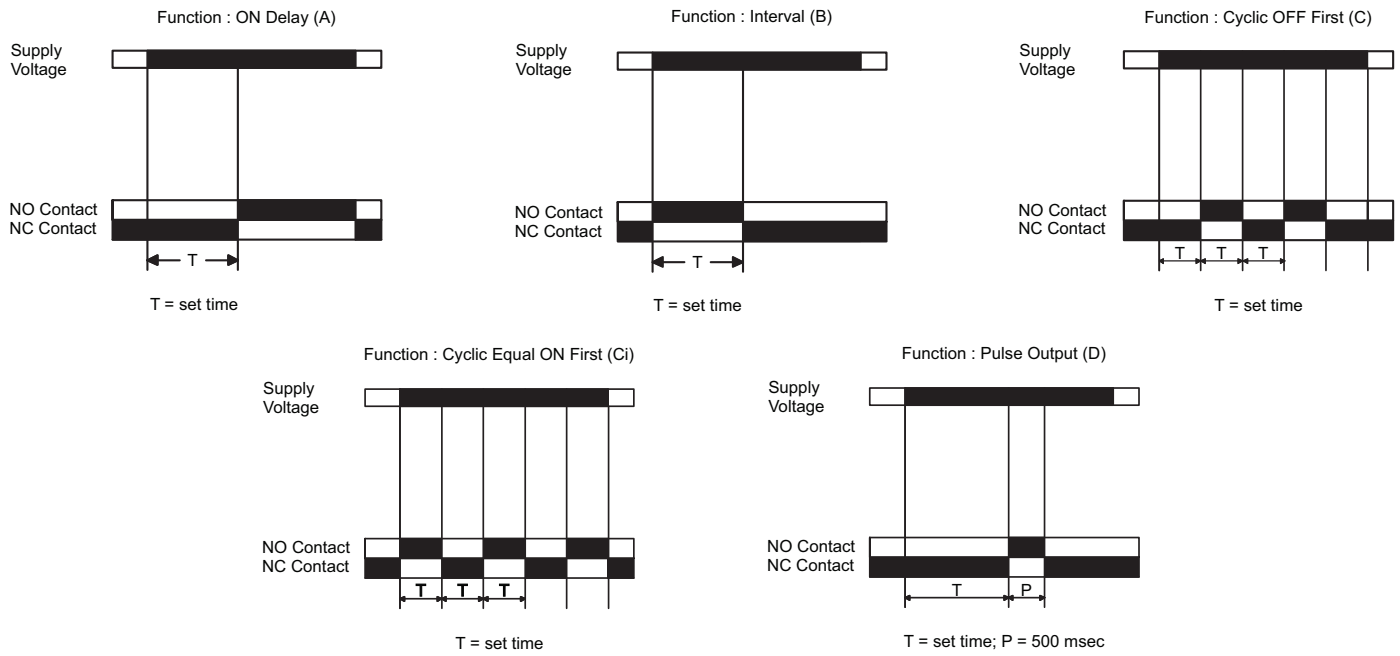 Function : ON Delay (A)
Supply
Voltage
NO Contact
NC Contact
T
T = set time
Function : Interval (B)
Supply
Voltage
NO Contact
NC Contact
T
T = set time
Function : Cyclic OFF First (C)
Supply
Voltage
NO Contact
NC Contact
T T T
T = set time
Function : Cyclic Equal ON First (Ci)
Supply
Voltage
NO Contact
NC Contact
T T T
T = set time
Function : Pulse Output (D)
Supply
Voltage
NO Contact
NC Contact
T P
T = set time; P = 500 msec